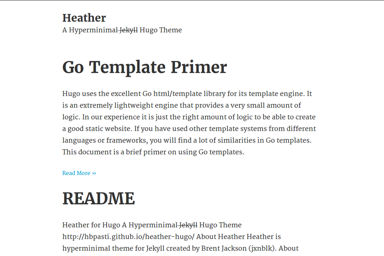 Heather
A Hyperminimal Jekyll Hugo Theme
Go Template Primer
Hugo uses the excellent Go html/template library for its template engine. It
is an extremely lightweight engine that provides a very small amount of
logic. In our experience it is just the right amount of logic to be able to create
a good static website. If you have used other template systems from different
languages or frameworks, you will find a lot of similarities in Go templates.
This document is a brief primer on using Go templates.
Read More »
README
Heather for Hugo A Hyperminimal Jekyll Hugo Theme
http://hbpasti.github.io/heather-hugo/ About Heather Heather is
hyperminimal theme for Jekyll created by Brent Jackson (jxnblk). About